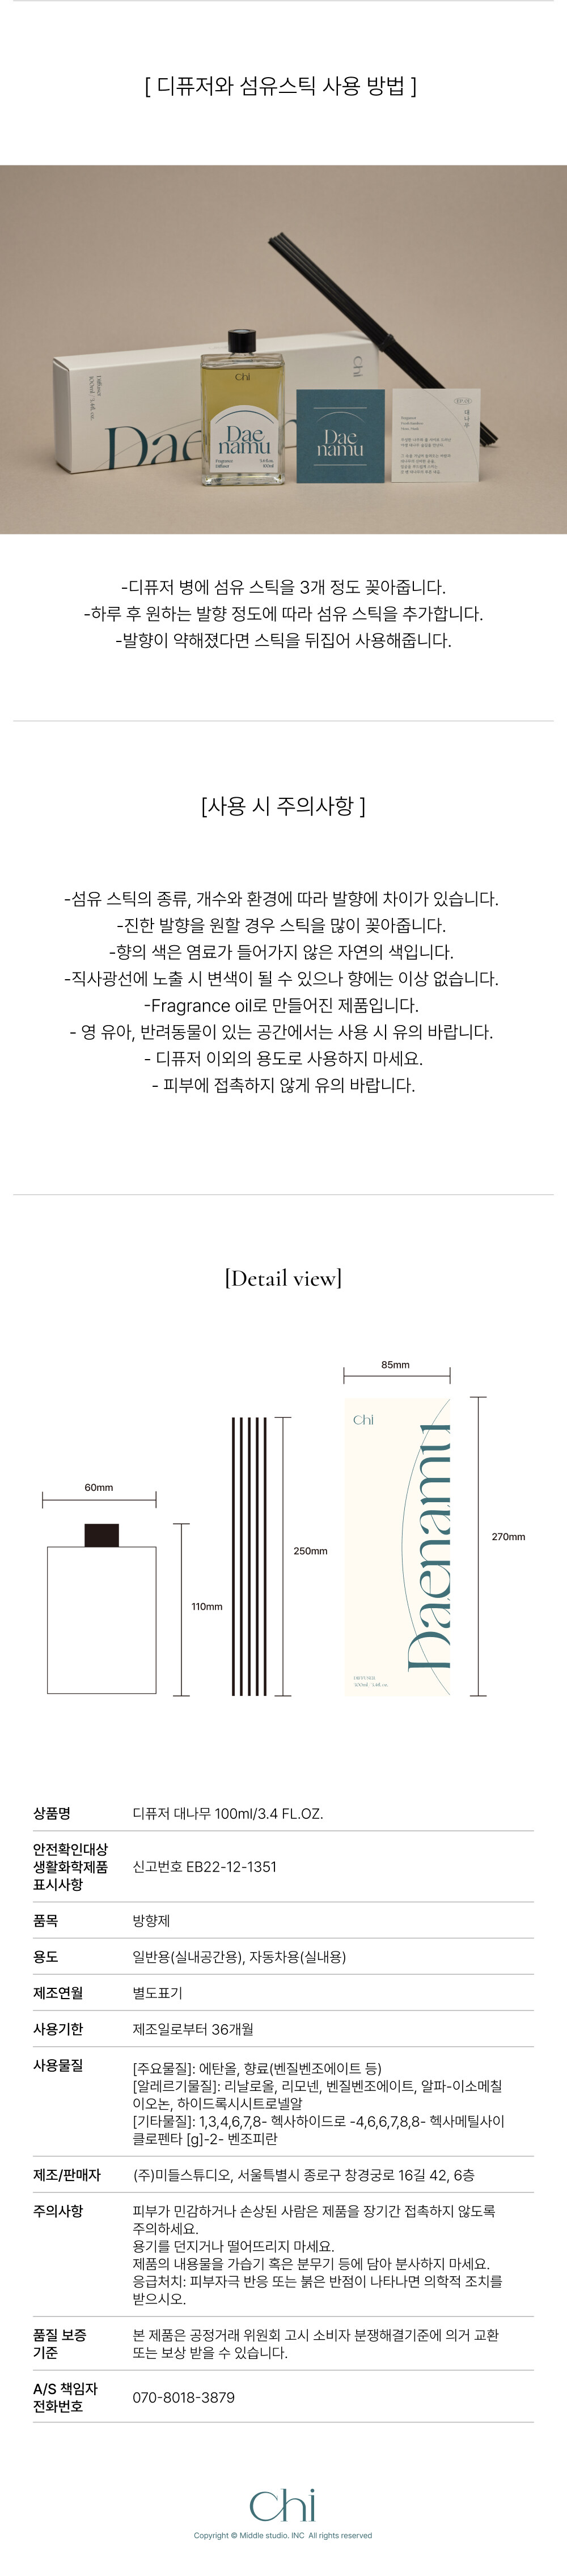 [ 디퓨저와 섬유스틱 사용 방법 ]
Chi
Dae
Chi
Dae
namu
Fragrance
Diffuser
3.4 fl.oz.
100ml
Dae
namu
대나무
-디퓨저 병에 섬유 스틱을 3개 정도 꽂아줍니다.
-하루 후 원하는 발향 정도에 따라 섬유 스틱을 추가합니다.
-발향이 약해졌다면 스틱을 뒤집어 사용해줍니다.
[사용 시 주의사항 ]
-섬유 스틱의 종류, 개수와 환경에 따라 발향에 차이가 있습니다.
-진한 발향을 원할 경우 스틱을 많이 꽂아줍니다.
-향의 색은 염료가 들어가지 않은 자연의 색입니다.
-직사광선에 노출 시 변색이 될 수 있으나 향에는 이상 없습니다.
-Fragrance oil로 만들어진 제품입니다.
- 영 유아, 반려동물이 있는 공간에서는 사용 시 유의 바랍니다.
- 디퓨저 이외의 용도로 사용하지 마세요.
- 피부에 접촉하지 않게 유의 바랍니다.
[Detail view]
85mm
Chi
Daenamu
60mm
250mm
270mm
110mm
상품명 디퓨저 대나무 100ml/3.4 FL.OZ.
안전확인대상
생활화학제품 신고번호 EB22-12-1351
표시사항
품목 방향제
용도 일반용(실내공간용), 자동차용(실내용)
제조연월 별도표기
사용기한 제조일로부터 36개월
사용물질 [주요물질]: 에탄올, 향료(벤질벤조에이트 등)
[알레르기물질]: 리날로올, 리모넨, 벤질벤조에이트, 알파-이소메칠
이오논, 하이드록시시트로넬알
[기타물질]: 1,3,4,6,7,8- 헥사하이드로 -4,6,6,7,8,8- 헥사메틸사이
클로펜타 [g]-2- 벤조피란
제조/판매자 (주)미들스튜디오, 서울특별시 종로구 창경궁로 16길 42, 6층
주의사항 피부가 민감하거나 손상된 사람은 제품을 장기간 접촉하지 않도록
주의하세요.
용기를 던지거나 떨어뜨리지 마세요.
제품의 내용물을 가습기 혹은 분무기 등에 담아 분사하지 마세요.
응급처치: 피부자극 반응 또는 붉은 반점이 나타나면 의학적 조치를
받으시오.
품질 보증 본 제품은 공정거래 위원회 고시 소비자 분쟁해결기준에 의거 교환
기준 또는 보상 받을 수 있습니다.
A/S 책임자
전화번호 070-8018-3879
Chi
Copyright © Middle studio. INC All rights reserved